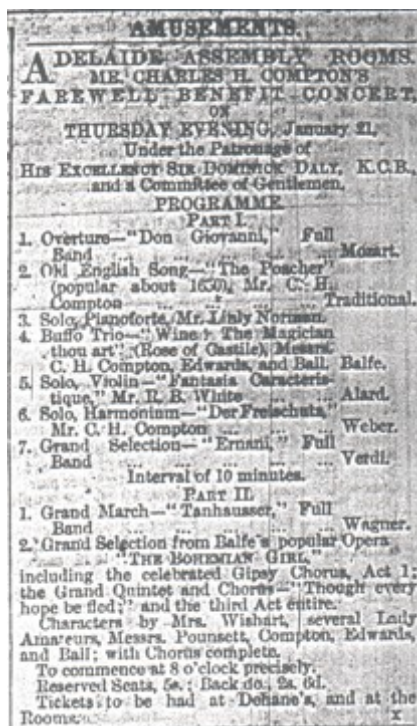 AMUSEMENTS.
ADELAIDE ASSEMBLY ROOMS.
MR. CHARLES H. COMPTON'S
FAREWELL BENEFIT CONCERT.
ON
THURSDAY EVENING, January 21,
Under the Patronage of
HIS EXCELLENCY SIR DOMINICK DALY, K.C.B.,
and a Committee of Gentlemen.
PROGRAMME.
PART I.
1. Overture—"Don Giovanni," Full
Band ... ... ... ... ... Mozart.
2. Old English Song—"The Poacher"
(popular about 1650), Mr. C. H.
Compton ... ... ... ... Traditional.
3. Solo, Pianoforte, Mr. Linly Norman.
4. Buffo Trio—"Wine: The Magician
thou art" (Rose of Castile), Messrs.
C. H. Compton, Edwards, and Ball. Balfe.
5. Solo, Violin—"Fantasia Caracteris-
tique," Mr. R. B. White ... ... Alard.
6. Solo, Harmonium—"Der Freischutz,"
Mr. C. H. Compton ... ... ... Weber.
7. Grand Selection—"Ernani," Full
Band ... ... ... ... ... Verdi.
Interval of 10 minutes.
PART II.
1. Grand March—"Tanhausser," Full
Band ... ... ... ... ... Wagner.
2. Grand Selection from Balfe's popular Opera
"THE BOHEMIAN GIRL,"
including the celebrated Gipsy Chorus, Act 1;
the Grand Quintet and Chorus—"Though every
hope be fled;" and the third Act entire.
Characters by Mrs. Wishart, several Lady
Amateurs, Messrs. Pounsett, Compton, Edwards,
and Ball; with Chorus complete.
To commence at 8 o'clock precisely.
Reserved Seats, 5s.; Back do., 2s. 6d.
Tickets to be had at Dehane's, and at the
Rooms.